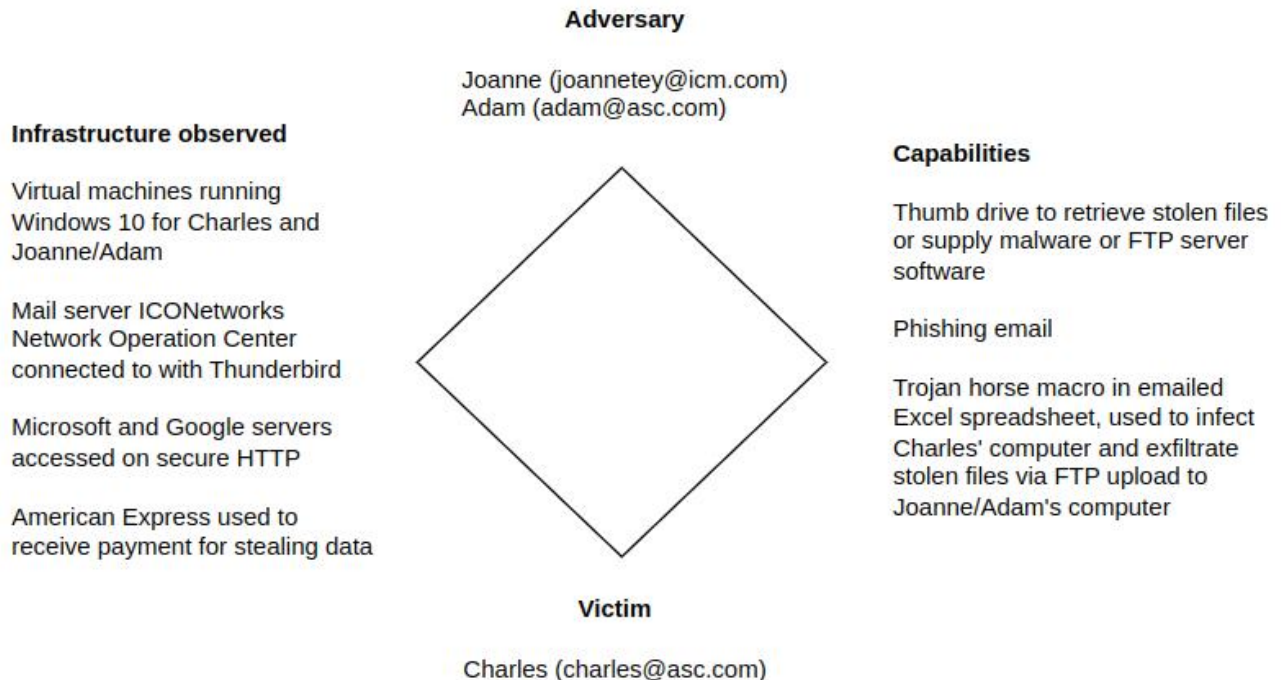 Adversary
Joanne (joannetey@icm.com)
Adam (adam@asc.com)
Infrastructure observed
Virtual machines running
Windows 10 for Charles and
Joanne/Adam
Mail server ICONetworks
Network Operation Center
connected to with Thunderbird
Microsoft and Google servers
accessed on secure HTTP
American Express used to
receive payment for stealing data
Capabilities
Thumb drive to retrieve stolen files
or supply malware or FTP server
software
Phishing email
Trojan horse macro in emailed
Excel spreadsheet, used to infect
Charles' computer and exfiltrate
stolen files via FTP upload to
Joanne/Adam's computer
Victim
Charles (charles@asc.com)